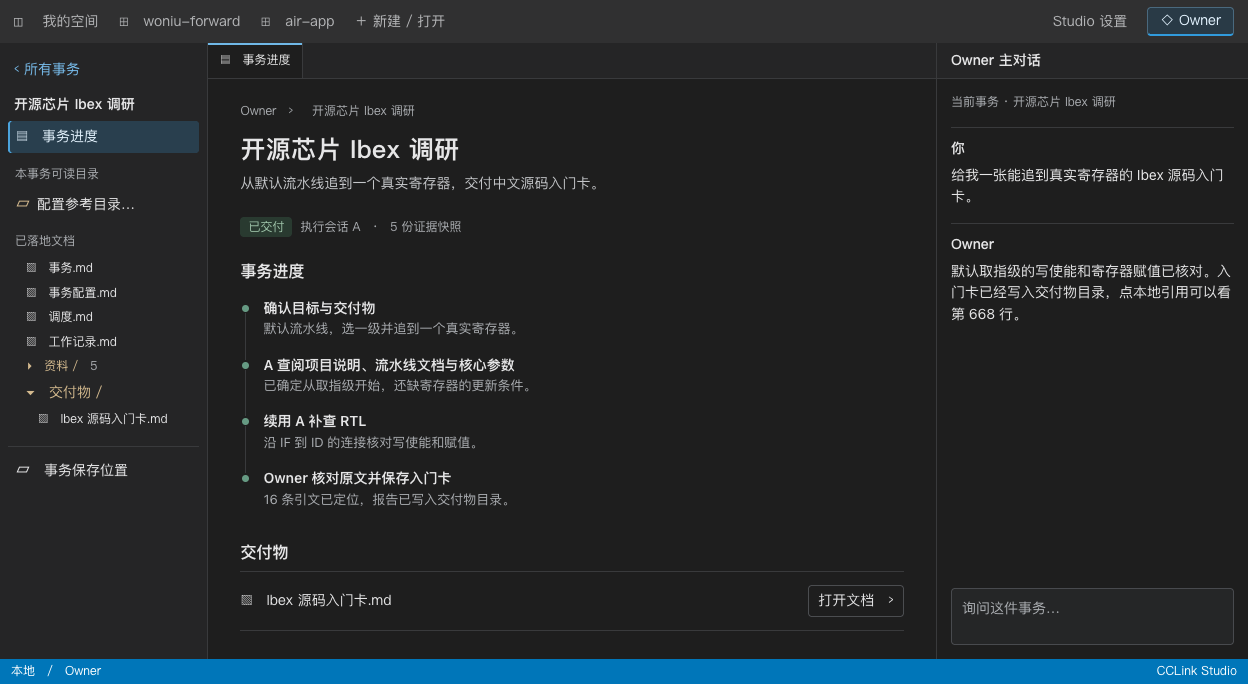 我的空间
woniu-forward
air-app
+ 新建 / 打开
Studio 设置
◇ Owner
‹ 所有事务
开源芯片 Ibex 调研
事务进度
本事务可读目录
配置参考目录...
已落地文档
事务.md
事务配置.md
调度.md
工作记录.md
资料 / 5
交付物 /
Ibex 源码入门卡.md
事务保存位置
事务进度
Owner › 开源芯片 Ibex 调研
开源芯片 Ibex 调研
从默认流水线追到一个真实寄存器，交付中文源码入门卡。
已交付 执行会话 A · 5 份证据快照
事务进度
确认目标与交付物
默认流水线，选一级并追到一个真实寄存器。
A 查阅项目说明、流水线文档与核心参数
已确定从取指级开始，还缺寄存器的更新条件。
续用 A 补查 RTL
沿 IF 到 ID 的连接核对写使能和赋值。
Owner 核对原文并保存入门卡
16 条引文已定位，报告已写入交付物目录。
交付物
Ibex 源码入门卡.md
打开文档 ›
Owner 主对话
当前事务 · 开源芯片 Ibex 调研
你
给我一张能追到真实寄存器的 Ibex 源码入门
卡。
Owner
默认取指级的写使能和寄存器赋值已核对。入
门卡已经写入交付物目录，点本地引用可以看
第 668 行。
询问这件事务...
本地 / Owner
CCLink Studio